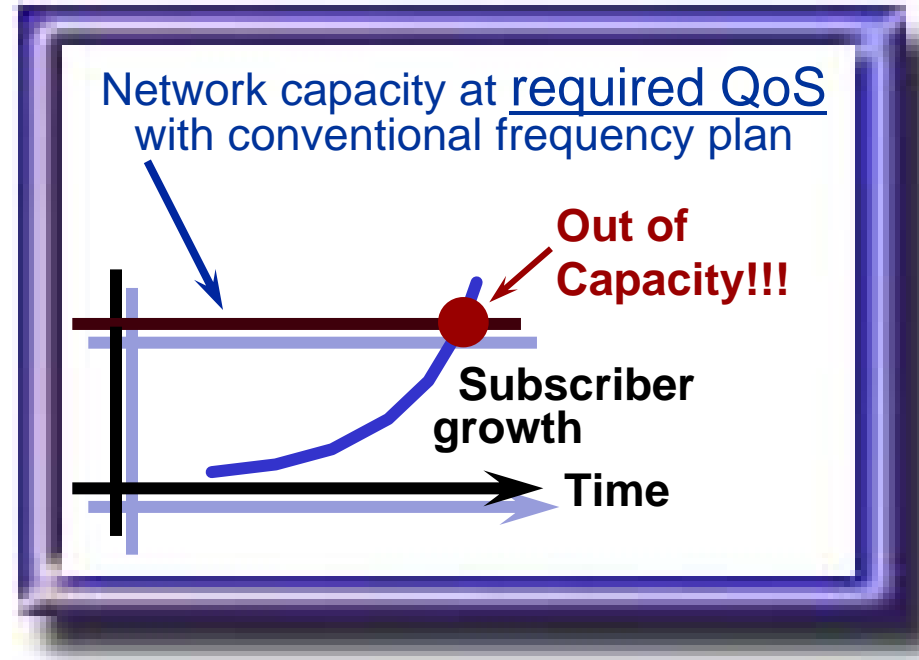 Network capacity at required QoS
with conventional frequency plan
Out of
Capacity!!!
Subscriber
growth
Time